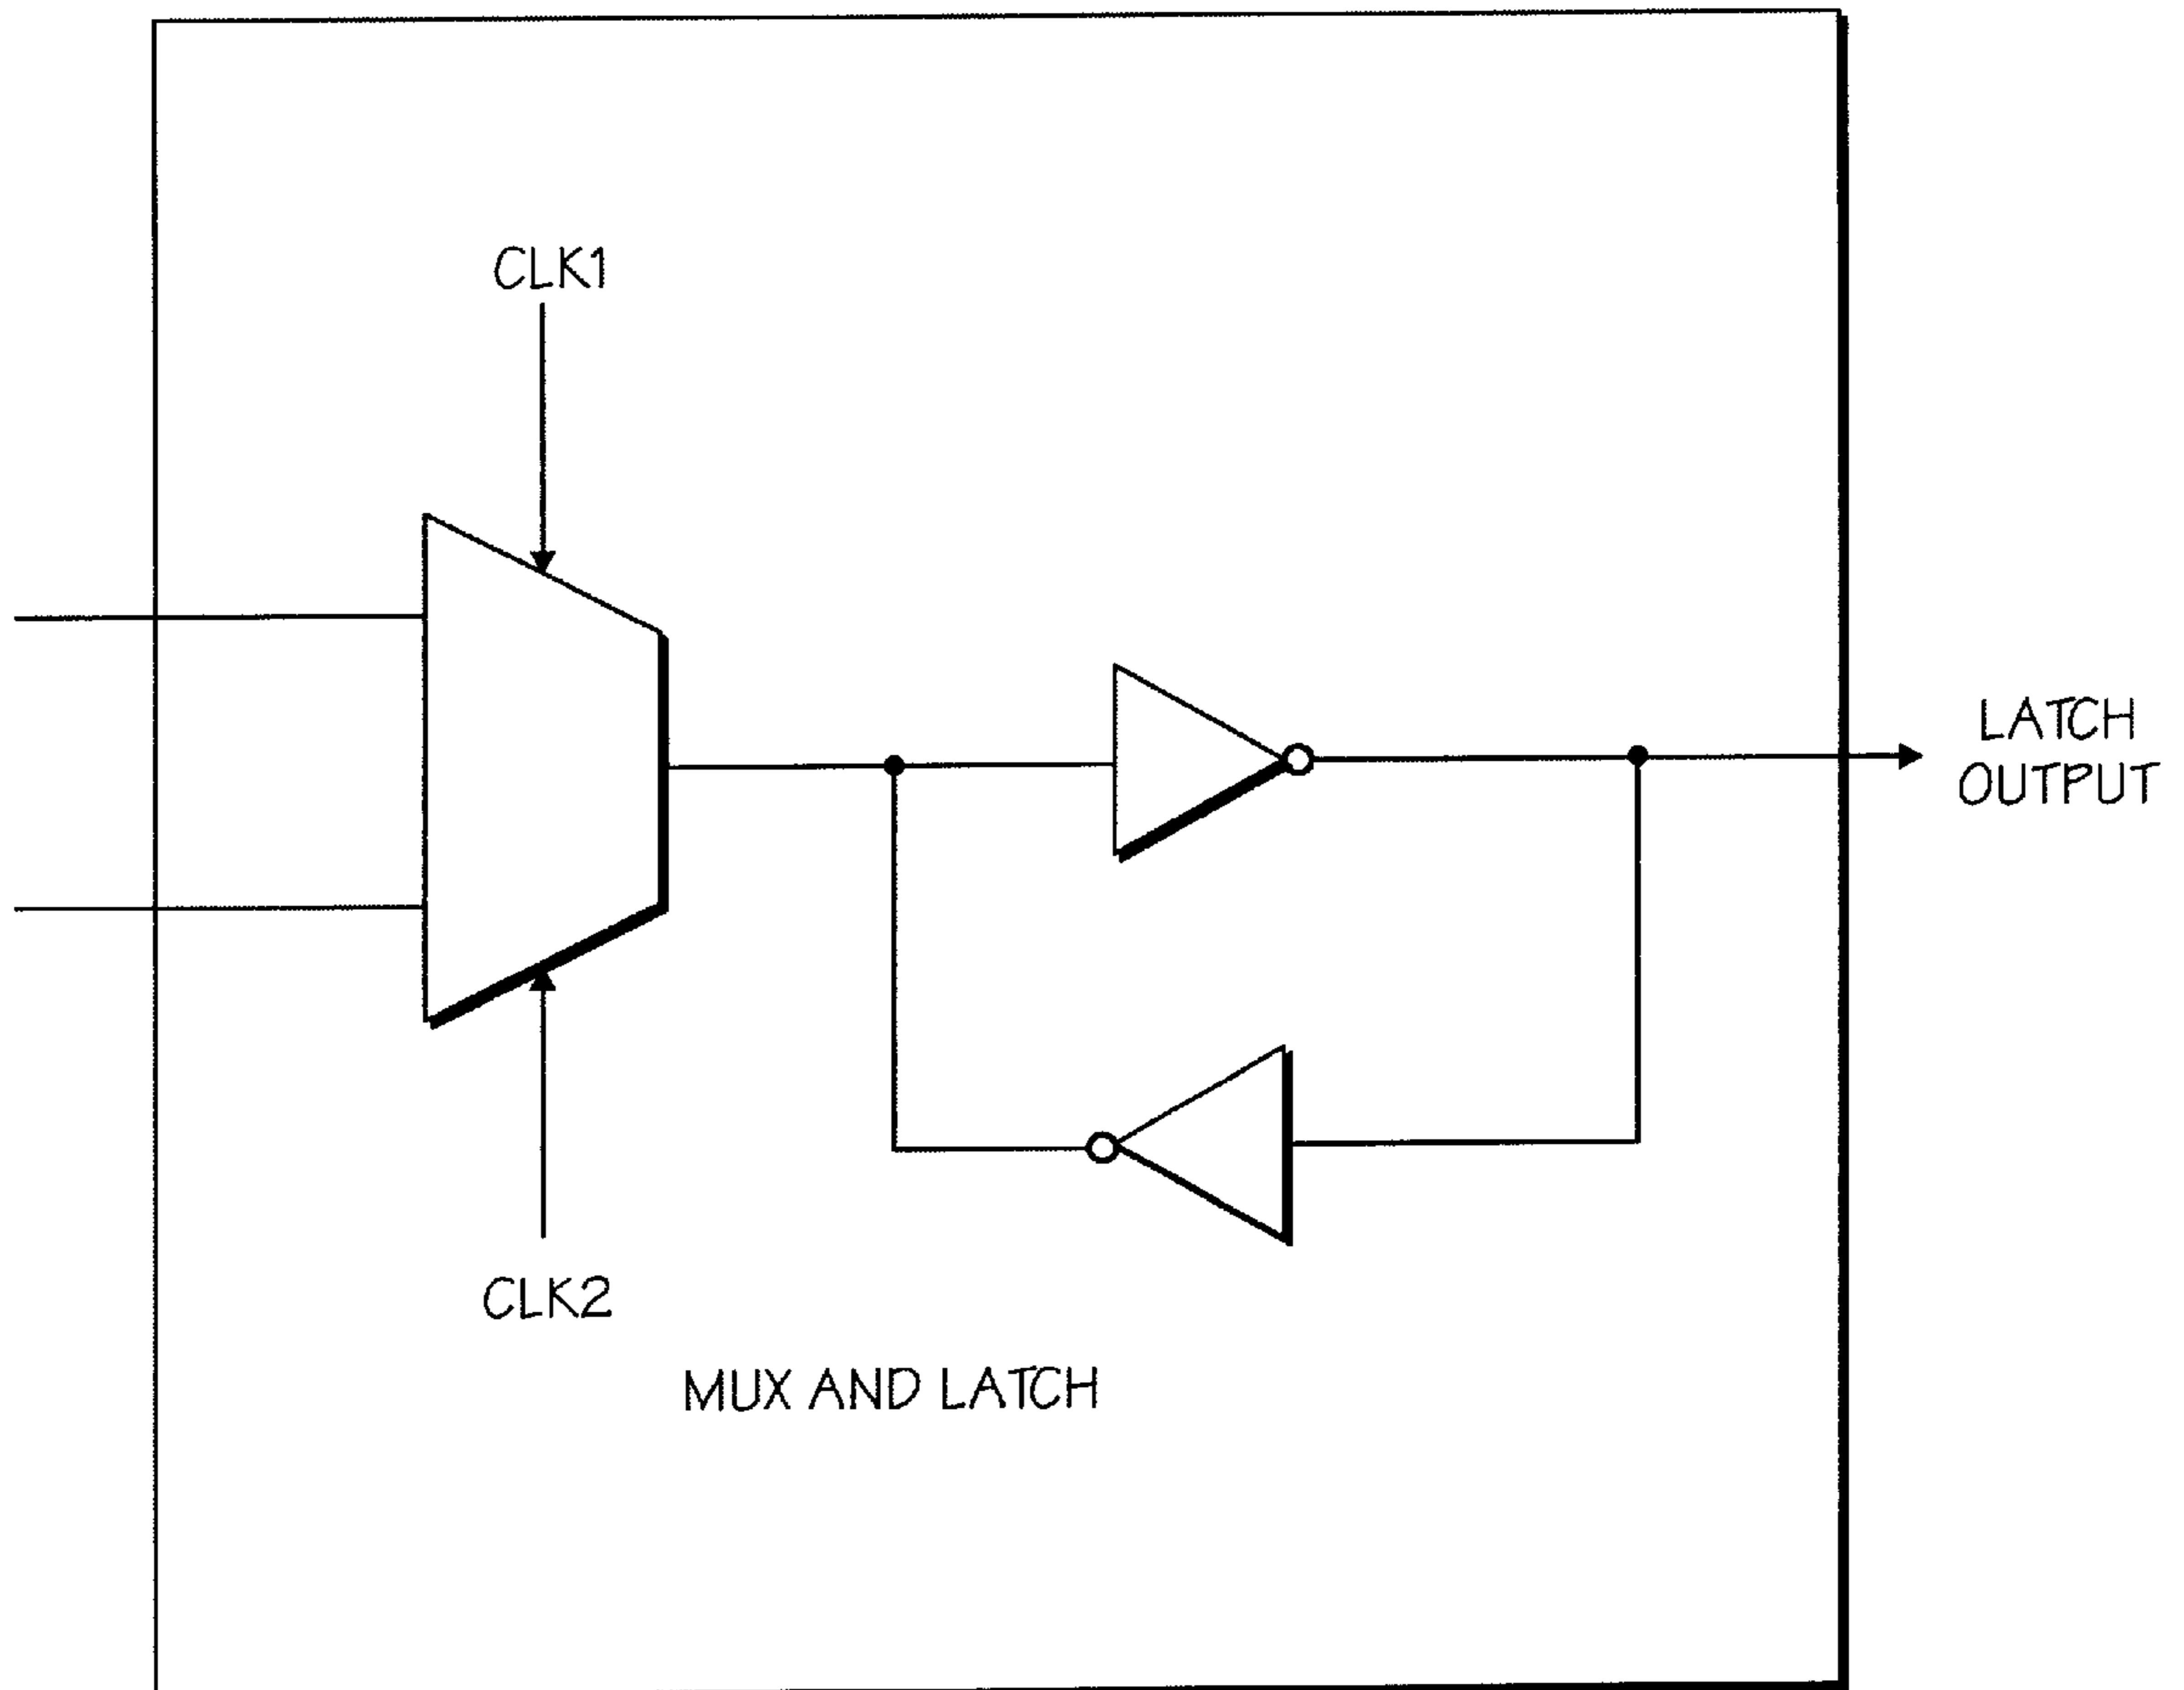 CLK1
LATCH
OUTPUT
CLK2
MUX AND LATCH